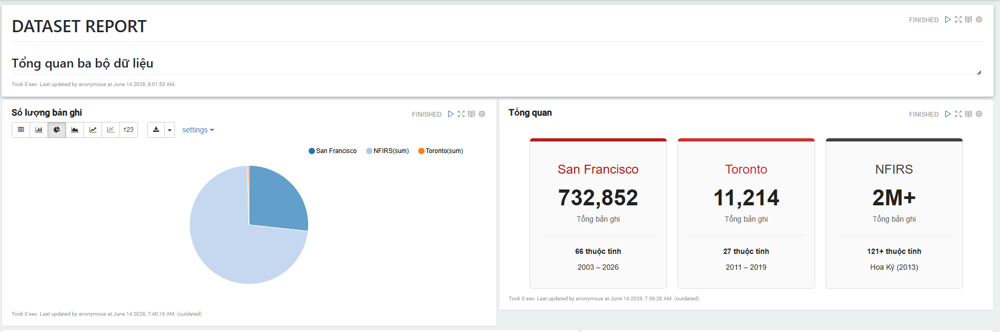 DATASET REPORT
FINISHED
Tổng quan ba bộ dữ liệu
Took 0 sec. Last updated by anonymous at June 14 2026, 8:01:53 AM.
Số lượng bản ghi
FINISHED
123
settings
San Francisco
NFIRS(sum)
Toronto(sum)
Took 0 sec. Last updated by anonymous at June 14 2026, 7:40:16 AM. (outdated)
Tổng quan
FINISHED
San Francisco
732,852
Tổng bản ghi
66 thuộc tính
2003 – 2026
Toronto
11,214
Tổng bản ghi
27 thuộc tính
2011 – 2019
NFIRS
2M+
Tổng bản ghi
121+ thuộc tính
Hoa Kỳ (2013)
Took 0 sec. Last updated by anonymous at June 14 2026, 7:56:28 AM. (outdated)